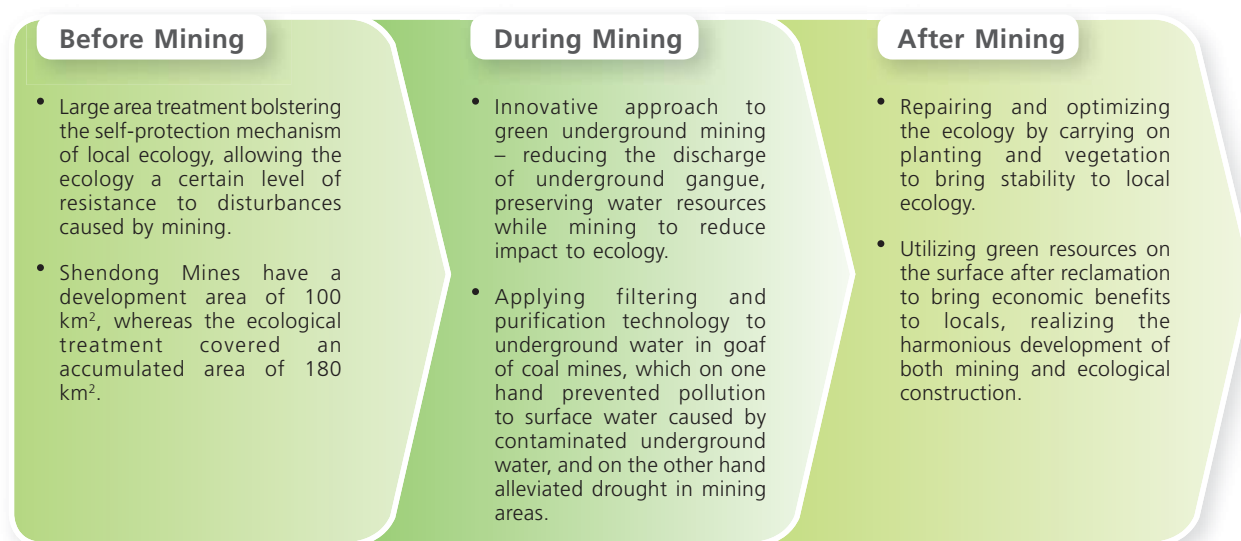 Before Mining
• Large area treatment bolstering
the self-protection mechanism
of local ecology, allowing the
ecology a certain level of
resistance to disturbances
caused by mining.
• Shendong Mines have a
development area of 100
km², whereas the ecological
treatment covered an
accumulated area of 180
km².
During Mining
• Innovative approach to
green underground mining
– reducing the discharge
of underground gangue,
preserving water resources
while mining to reduce
impact to ecology.
• Applying filtering and
purification technology to
underground water in goaf
of coal mines, which on one
hand prevented pollution
to surface water caused by
contaminated underground
water, and on the other hand
alleviated drought in mining
areas.
After Mining
• Repairing and optimizing
the ecology by carrying on
planting and vegetation
to bring stability to local
ecology.
• Utilizing green resources on
the surface after reclamation
to bring economic benefits
to locals, realizing the
harmonious development of
both mining and ecological
construction.